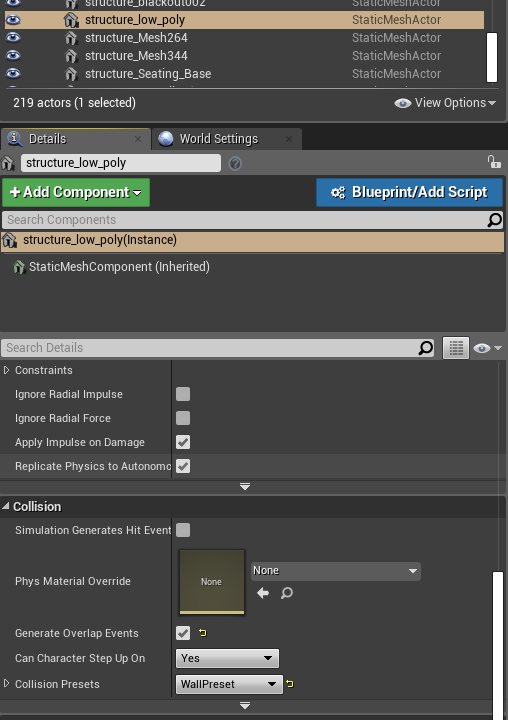 structure_blackout002 StaticMeshActor
structure_low_poly StaticMeshActor
structure_Mesh264 StaticMeshActor
structure_Mesh344 StaticMeshActor
structure_Seating_Base StaticMeshActor
219 actors (1 selected) View Options
Details World Settings
structure_low_poly
Add Component Blueprint/Add Script
Search Components
structure_low_poly(Instance)
StaticMeshComponent (Inherited)
Search Details
Constraints
Ignore Radial Impulse
Ignore Radial Force
Apply Impulse on Damage
Replicate Physics to Autonomo
Collision
Simulation Generates Hit Event
Phys Material Override None None
Generate Overlap Events
Can Character Step Up On Yes
Collision Presets WallPreset